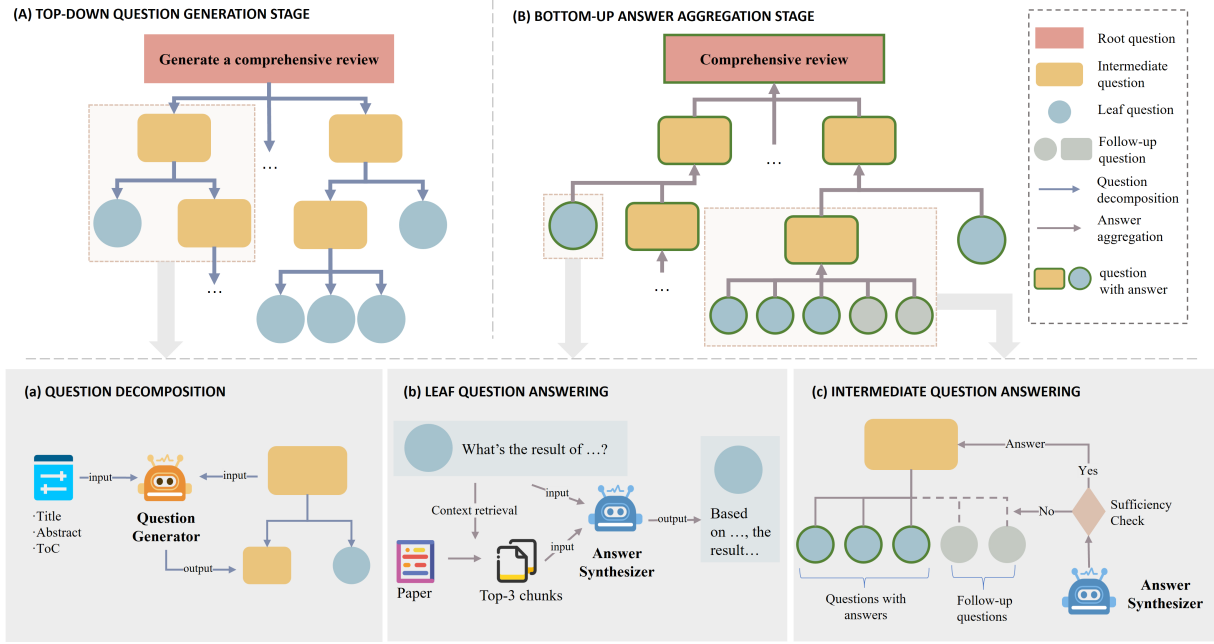 (A) TOP-DOWN QUESTION GENERATION STAGE
Generate a comprehensive review
...
...
(B) BOTTOM-UP ANSWER AGGREGATION STAGE
Comprehensive review
...
...
Root question
Intermediate
question
Leaf question
Follow-up
question
Question
decomposition
Answer
aggregation
question
with answer
(a) QUESTION DECOMPOSITION
input
input
·Title
·Abstract
·ToC
Question
Generator
output
(b) LEAF QUESTION ANSWERING
What's the result of …?
Context retrieval
input
input
output
Paper
Top-3 chunks
Answer
Synthesizer
Based
on …, the
result…
(c) INTERMEDIATE QUESTION ANSWERING
Answer
Yes
No
Sufficiency
Check
Questions with
answers
Follow-up
questions
Answer
Synthesizer